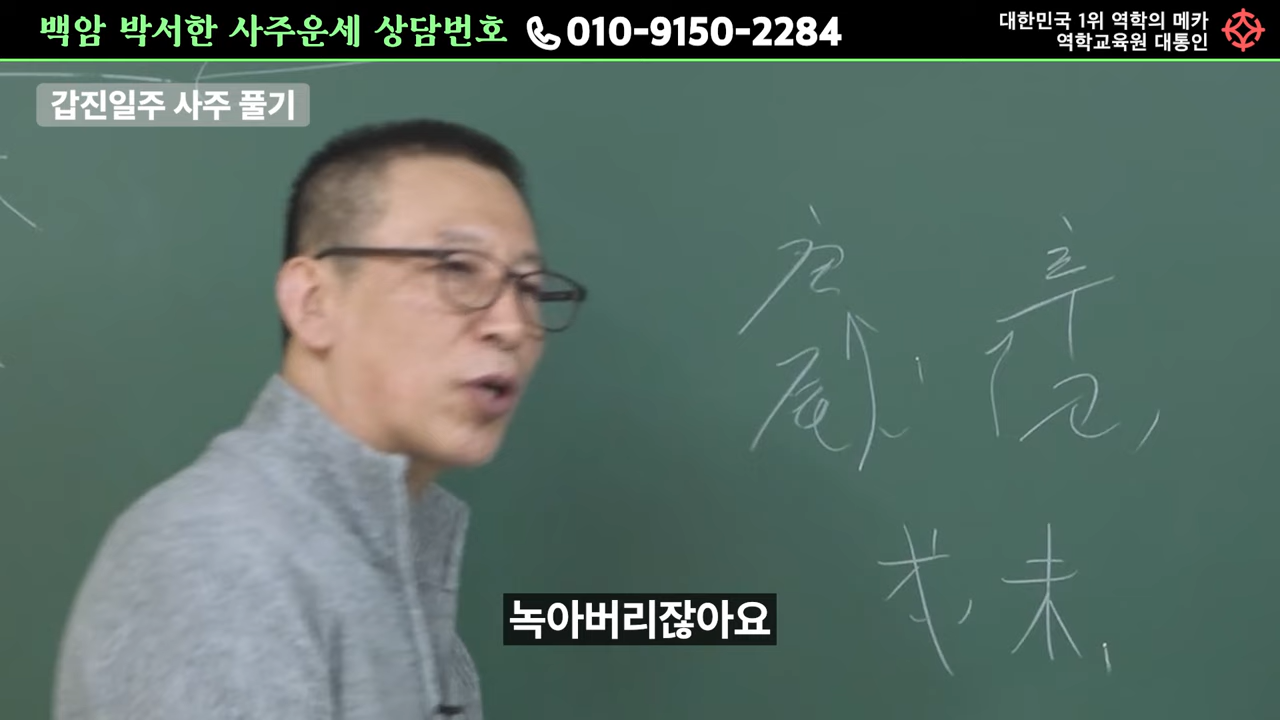 백암 박서한 사주운세 상담번호 010-9150-2284
대한민국 1위 역학의 메카
역학교육원 대통인
갑진일주 사주 풀기
辛
未
녹아버리잖아요